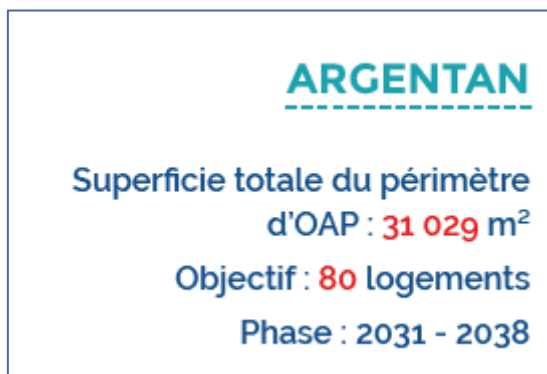 ARGENTAN
Superficie totale du périmètre
d'OAP : 31 029 m²
Objectif : 80 logements
Phase : 2031 - 2038